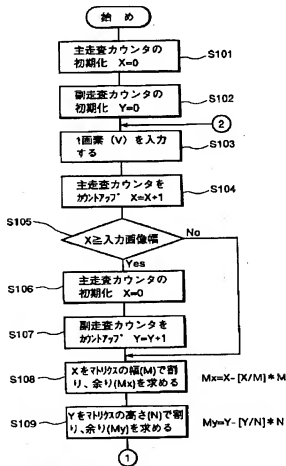 始 め
主走査カウンタの
初期化 X=0
S101
副走査カウンタの
初期化 Y=0
S102
2
1画素 (V) を入力
する
S103
主走査カウンタを
カウントアップ X=X+1
S104
S105
X≧入力画像幅
No
Yes
S106
主走査カウンタの
初期化 X=0
S107
副走査カウンタを
カウントアップ Y=Y+1
S108
Xをマトリクスの幅(M)で割
り、余り(Mx)を求める
Mx=X-[X/M]*M
S109
Yをマトリクスの高さ(N)で割
り、余り(My)を求める
My=Y-[Y/N]*N
1